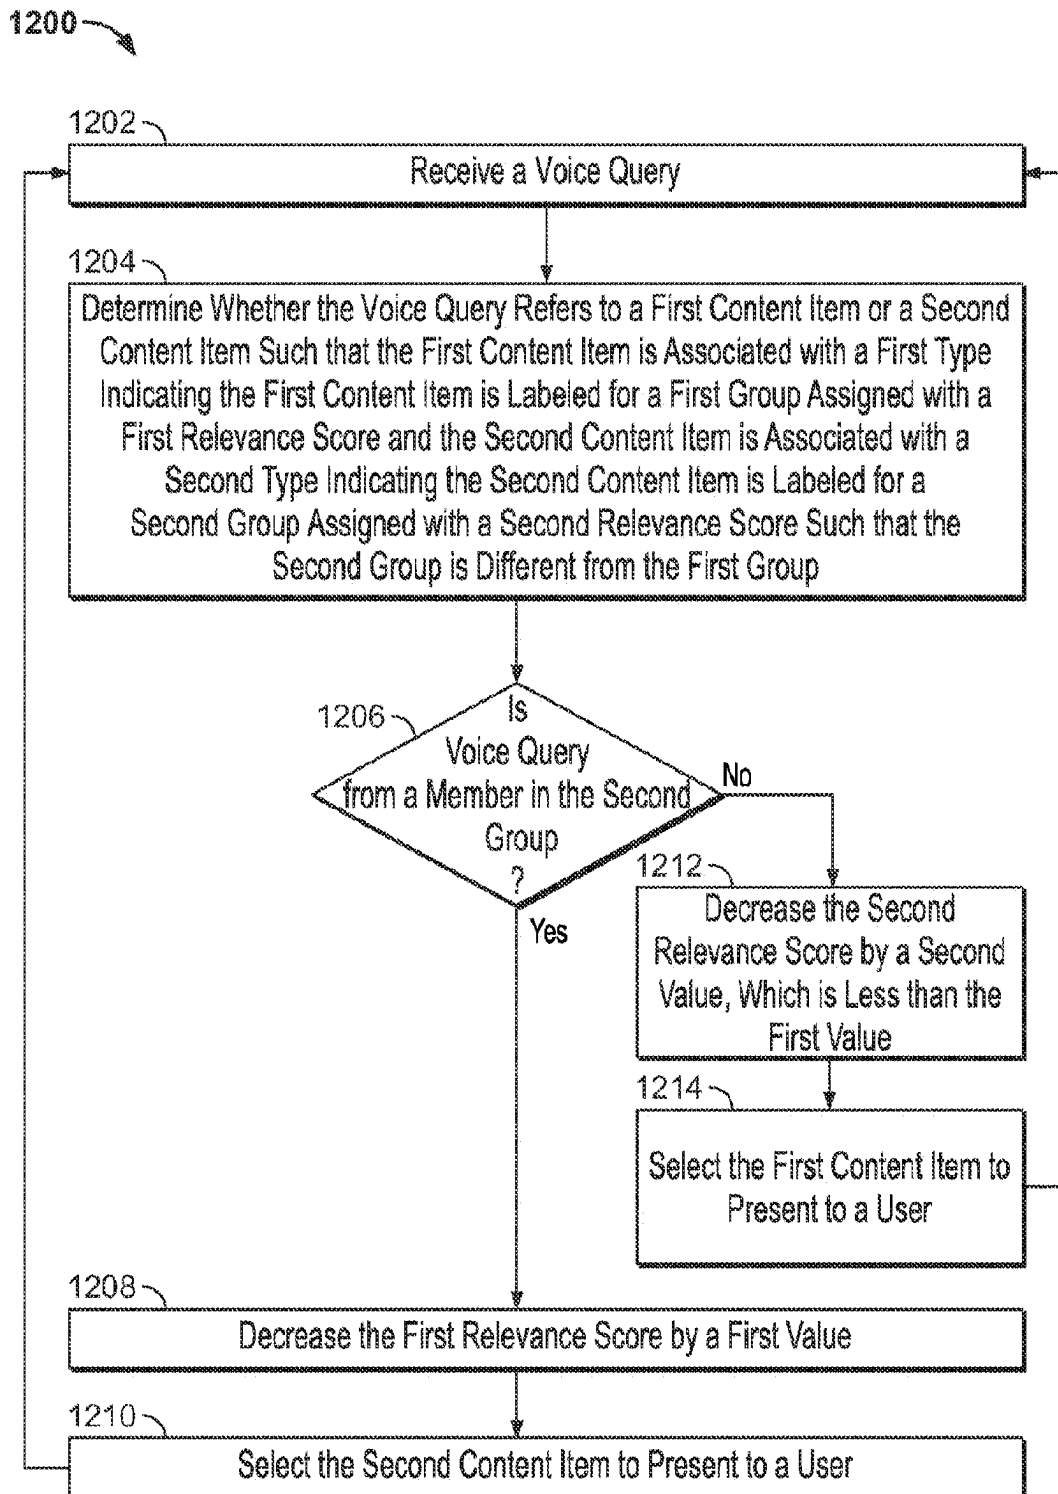 1200
1202
Receive a Voice Query
1204
Determine Whether the Voice Query Refers to a First Content Item or a Second
Content Item Such that the First Content Item is Associated with a First Type
Indicating the First Content Item is Labeled for a First Group Assigned with a
First Relevance Score and the Second Content Item is Associated with a
Second Type Indicating the Second Content Item is Labeled for a
Second Group Assigned with a Second Relevance Score Such that the
Second Group is Different from the First Group
1206
Is
Voice Query
from a Member in the Second
Group
?
No
Yes
1212
Decrease the Second
Relevance Score by a Second
Value, Which is Less than the
First Value
1214
Select the First Content Item to
Present to a User
1208
Decrease the First Relevance Score by a First Value
1210
Select the Second Content Item to Present to a User